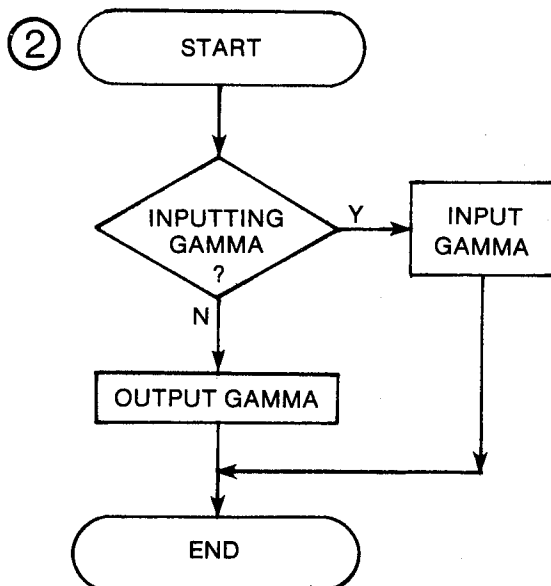 2
START
INPUTTING
GAMMA
?
Y
INPUT
GAMMA
N
OUTPUT GAMMA
END